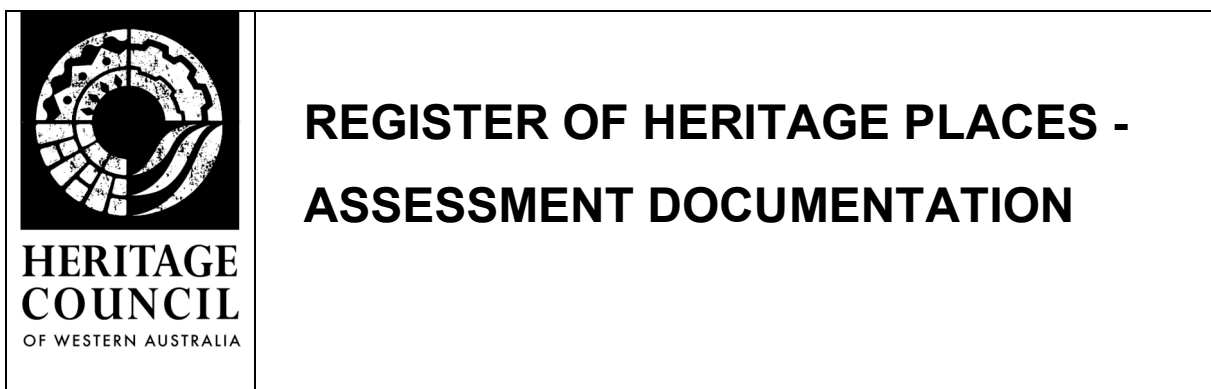 HERITAGE
COUNCIL
OF WESTERN AUSTRALIA
REGISTER OF HERITAGE PLACES -
ASSESSMENT DOCUMENTATION